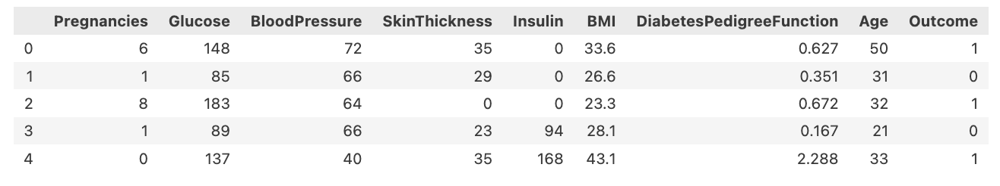 Pregnancies Glucose BloodPressure SkinThickness Insulin BMI DiabetesPedigreeFunction Age Outcome
0 6 148 72 35 0 33.6 0.627 50 1
1 1 85 66 29 0 26.6 0.351 31 0
2 8 183 64 0 0 23.3 0.672 32 1
3 1 89 66 23 94 28.1 0.167 21 0
4 0 137 40 35 168 43.1 2.288 33 1